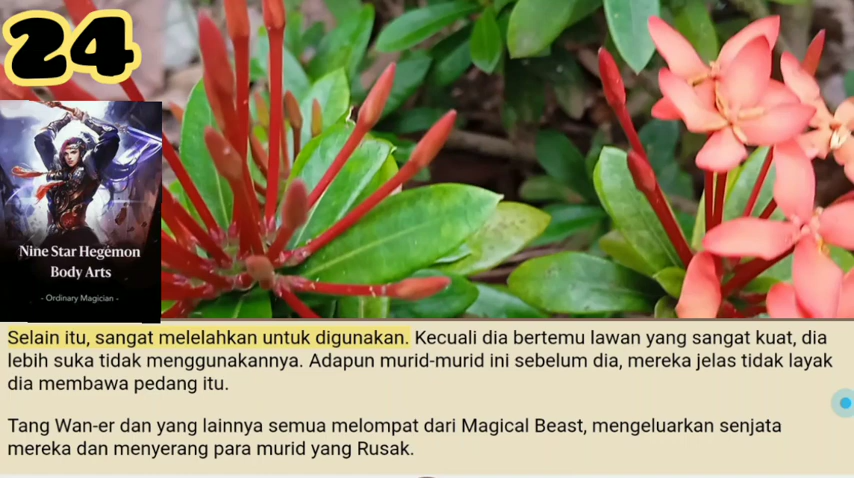 24
Nine Star Hegemon
Body Arts
- Ordinary Magician -
Selain itu, sangat melelahkan untuk digunakan. Kecuali dia bertemu lawan yang sangat kuat, dia
lebih suka tidak menggunakannya. Adapun murid-murid ini sebelum dia, mereka jelas tidak layak
dia membawa pedang itu.
Tang Wan-er dan yang lainnya semua melompat dari Magical Beast, mengeluarkan senjata
mereka dan menyerang para murid yang Rusak.